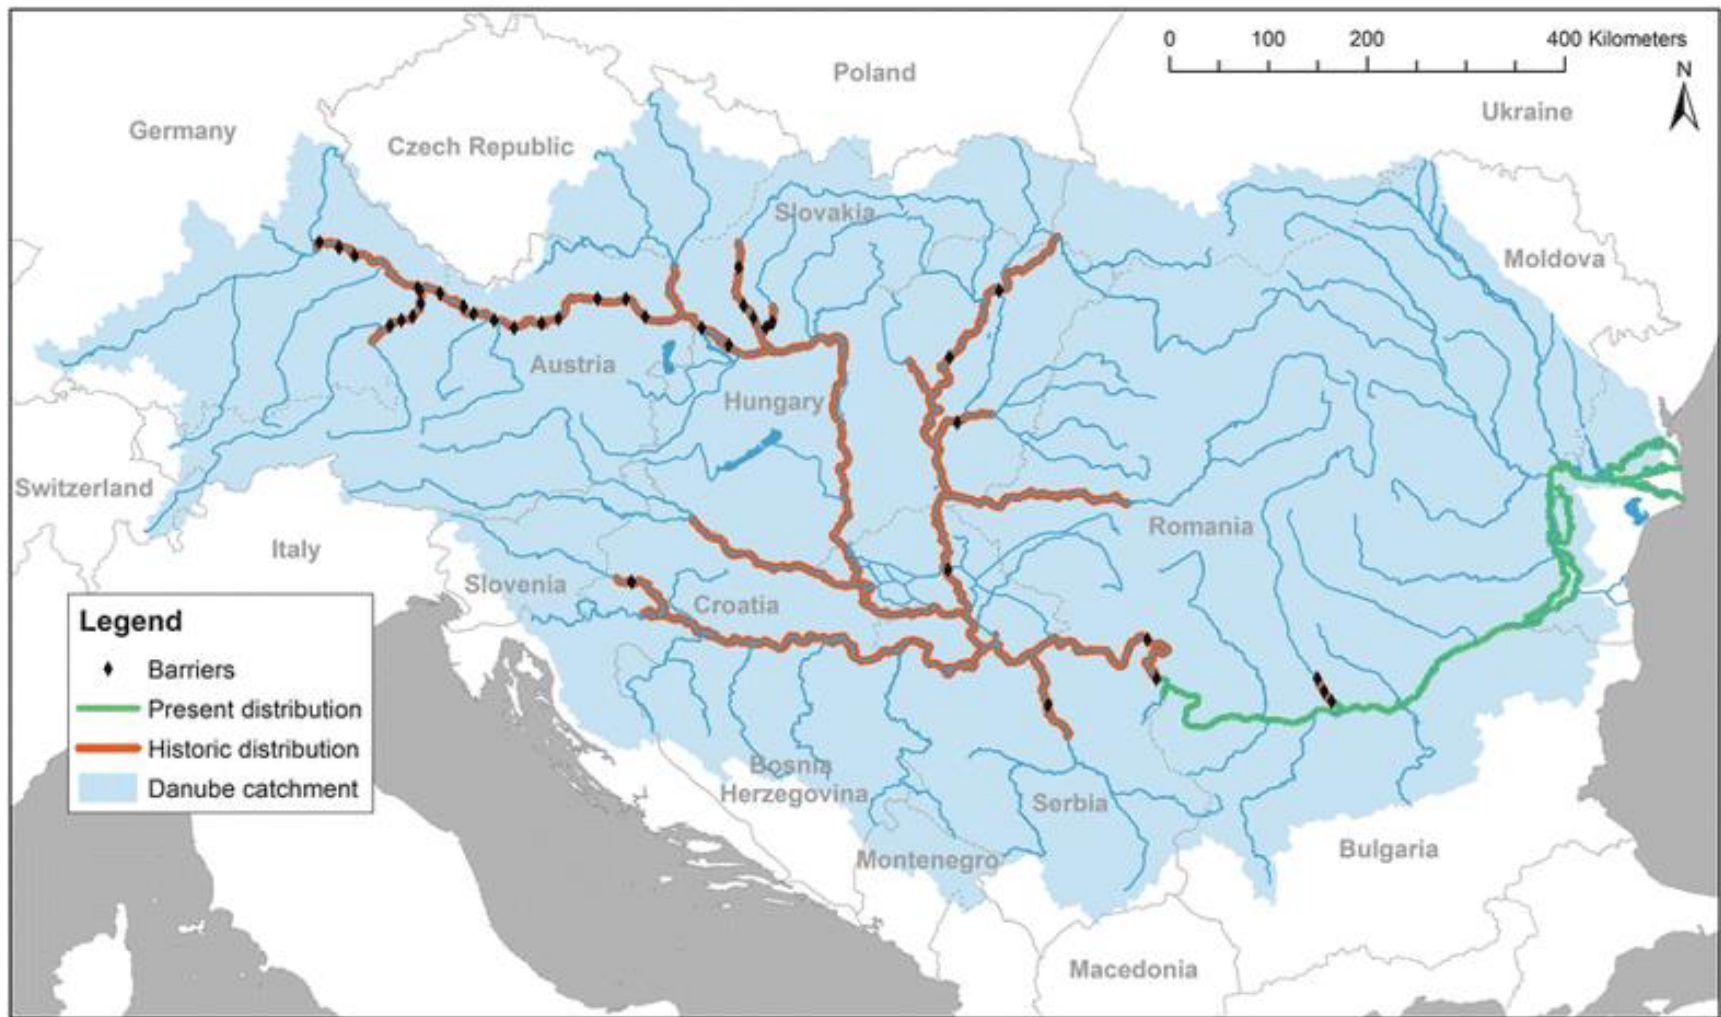 0 100 200 400 Kilometers
N
Poland
Ukraine
Germany
Czech Republic
Slovakia
Moldova
Austria
Hungary
Switzerland
Romania
Italy
Slovenia
Croatia
Legend
Barriers
Present distribution
Historic distribution
Danube catchment
Bosnia
Herzegovina
Serbia
Montenegro
Bulgaria
Macedonia